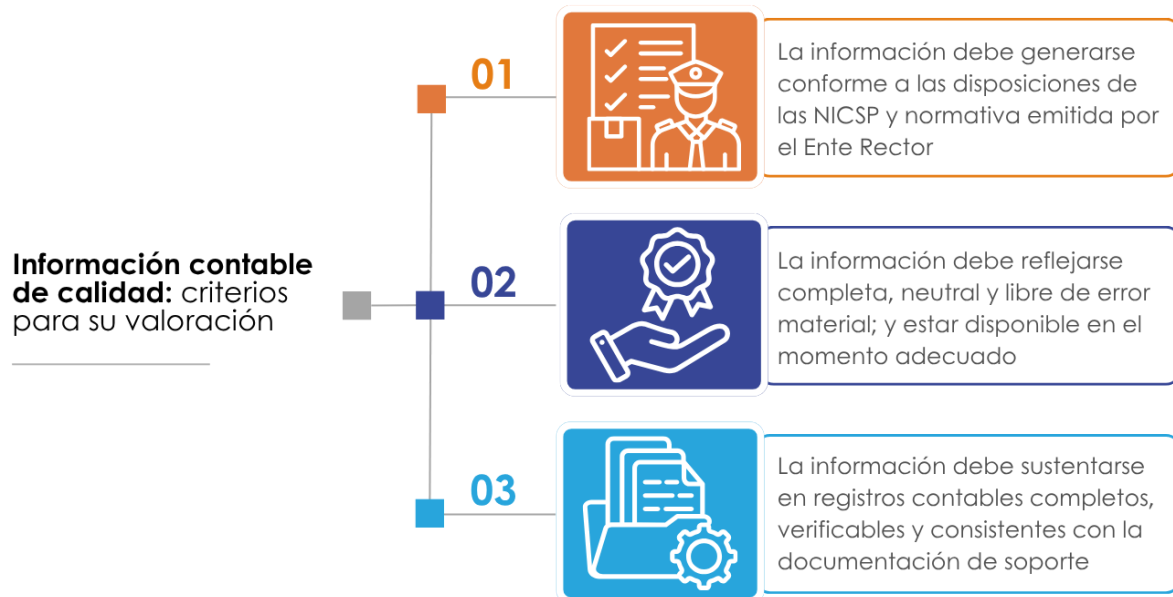 Información contable
de calidad: criterios
para su valoración
01
La información debe generarse
conforme a las disposiciones de
las NICSP y normativa emitida por
el Ente Rector
02
La información debe reflejarse
completa, neutral y libre de error
material; y estar disponible en el
momento adecuado
03
La información debe sustentarse
en registros contables completos,
verificables y consistentes con la
documentación de soporte